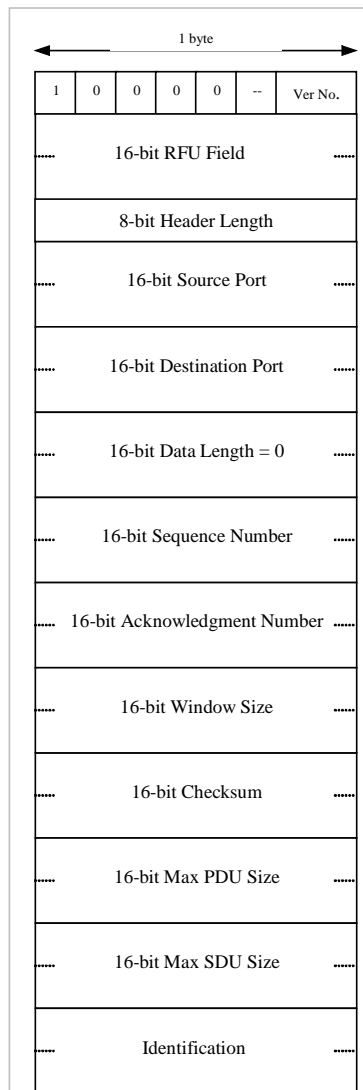 1 byte
1 0 0 0 0 -- Ver No.
16-bit RFU Field
8-bit Header Length
16-bit Source Port
16-bit Destination Port
16-bit Data Length = 0
16-bit Sequence Number
16-bit Acknowledgment Number
16-bit Window Size
16-bit Checksum
16-bit Max PDU Size
16-bit Max SDU Size
Identification